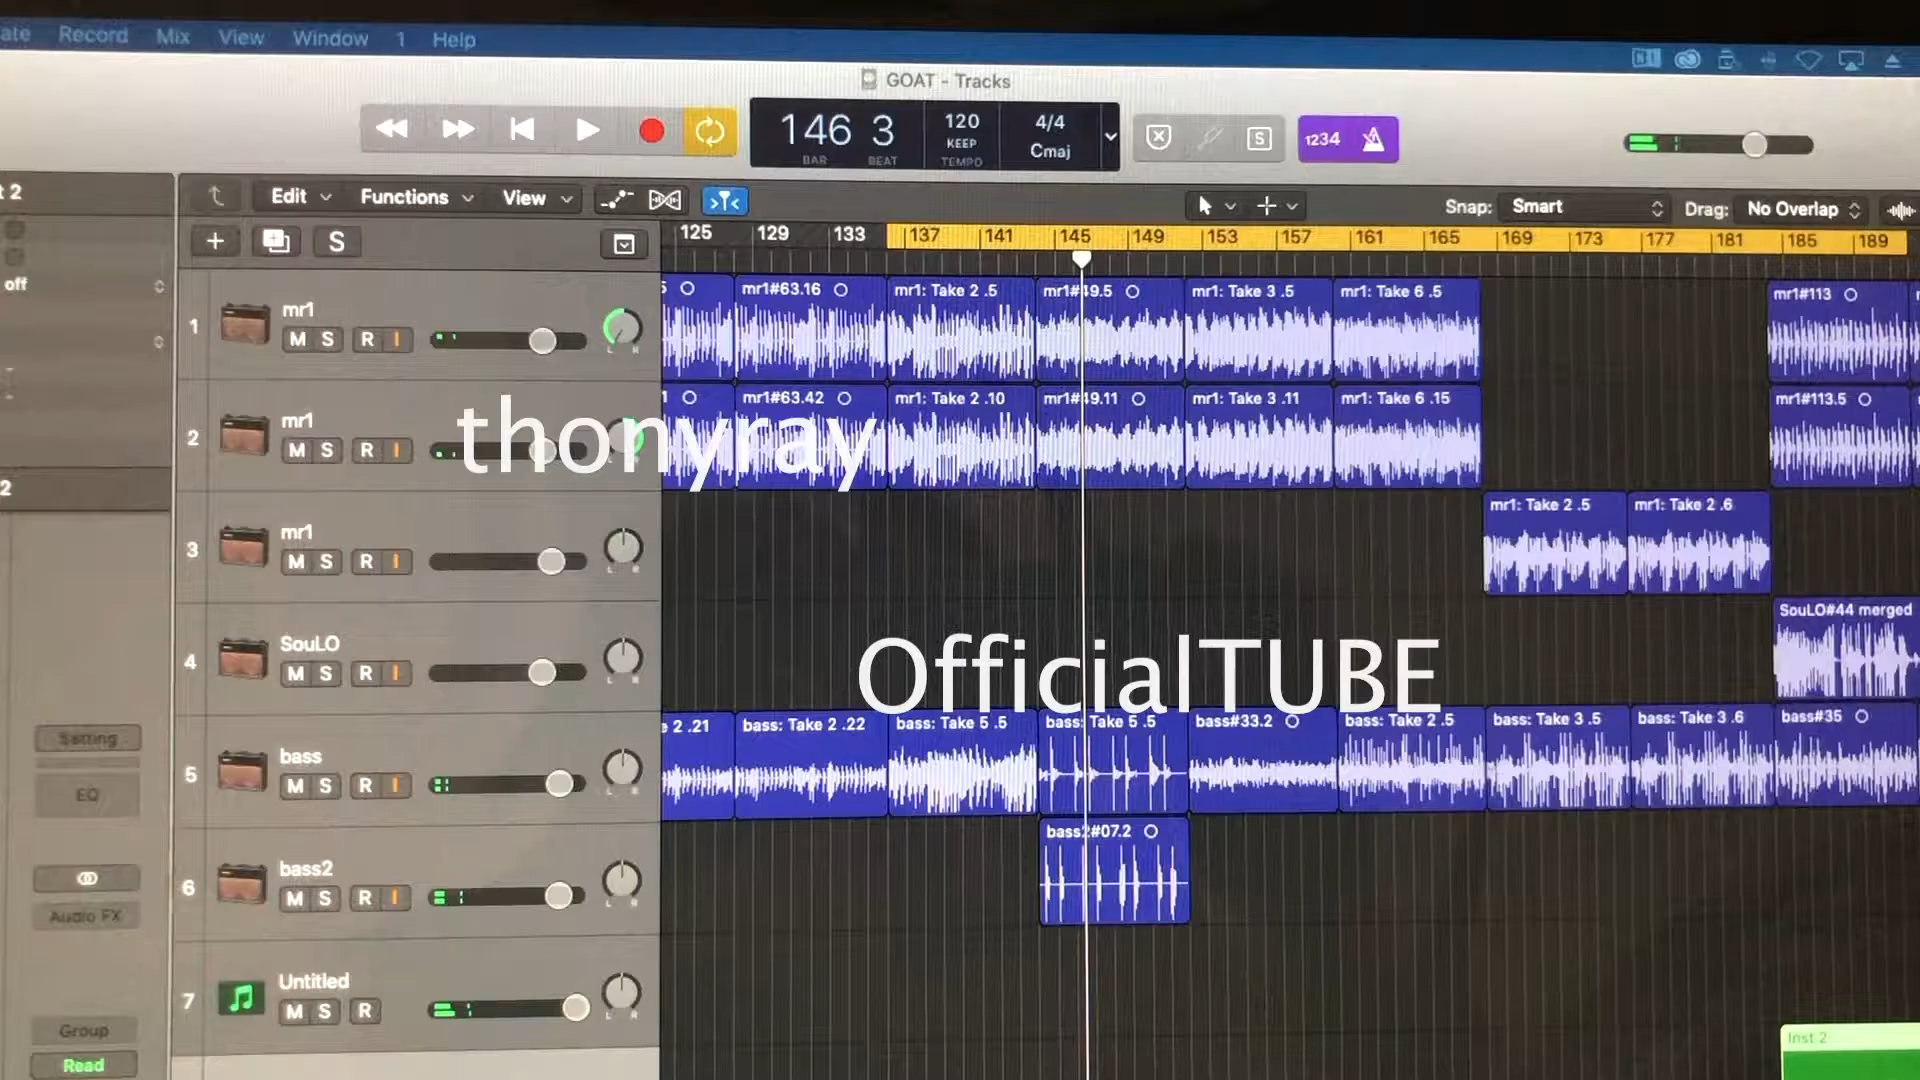 Record Mix View Window 1 Help
GOAT - Tracks
146 3 120 4/4
KEEP Cmaj
BAR BEAT TEMPO
S 1234
t 2
Edit Functions View Snap: Smart Drag: No Overlap
S
125 129 133 137 141 145 149 153 157 161 165 169 173 177 181 185 189
off
1 mr1
M S R I
L R
mr1#63.16 mr1: Take 2 .5 mr1#49.5 mr1: Take 3 .5 mr1: Take 6 .5 mr1#113
2 mr1
M S R I
mr1#63.42 mr1: Take 2 .10 mr1#49.11 mr1: Take 3 .11 mr1: Take 6 .15 mr1#113.5
thonyray
2
3 mr1
M S R I
L R
mr1: Take 2 .5 mr1: Take 2 .6
4 SouLO
M S R I
L R
SouLO#44 merged
OfficialTUBE
5 bass
M S R I
L R
2 .21 bass: Take 2 .22 bass: Take 5 .5 bass: Take 5 .5 bass#33.2 bass: Take 2 .5 bass: Take 3 .5 bass: Take 3 .6 bass#35
Setting
EQ
6 bass2
M S R I
L R
bass2#07.2
Audio FX
7 Untitled
M S R
L R
Group
Read
Inst 2